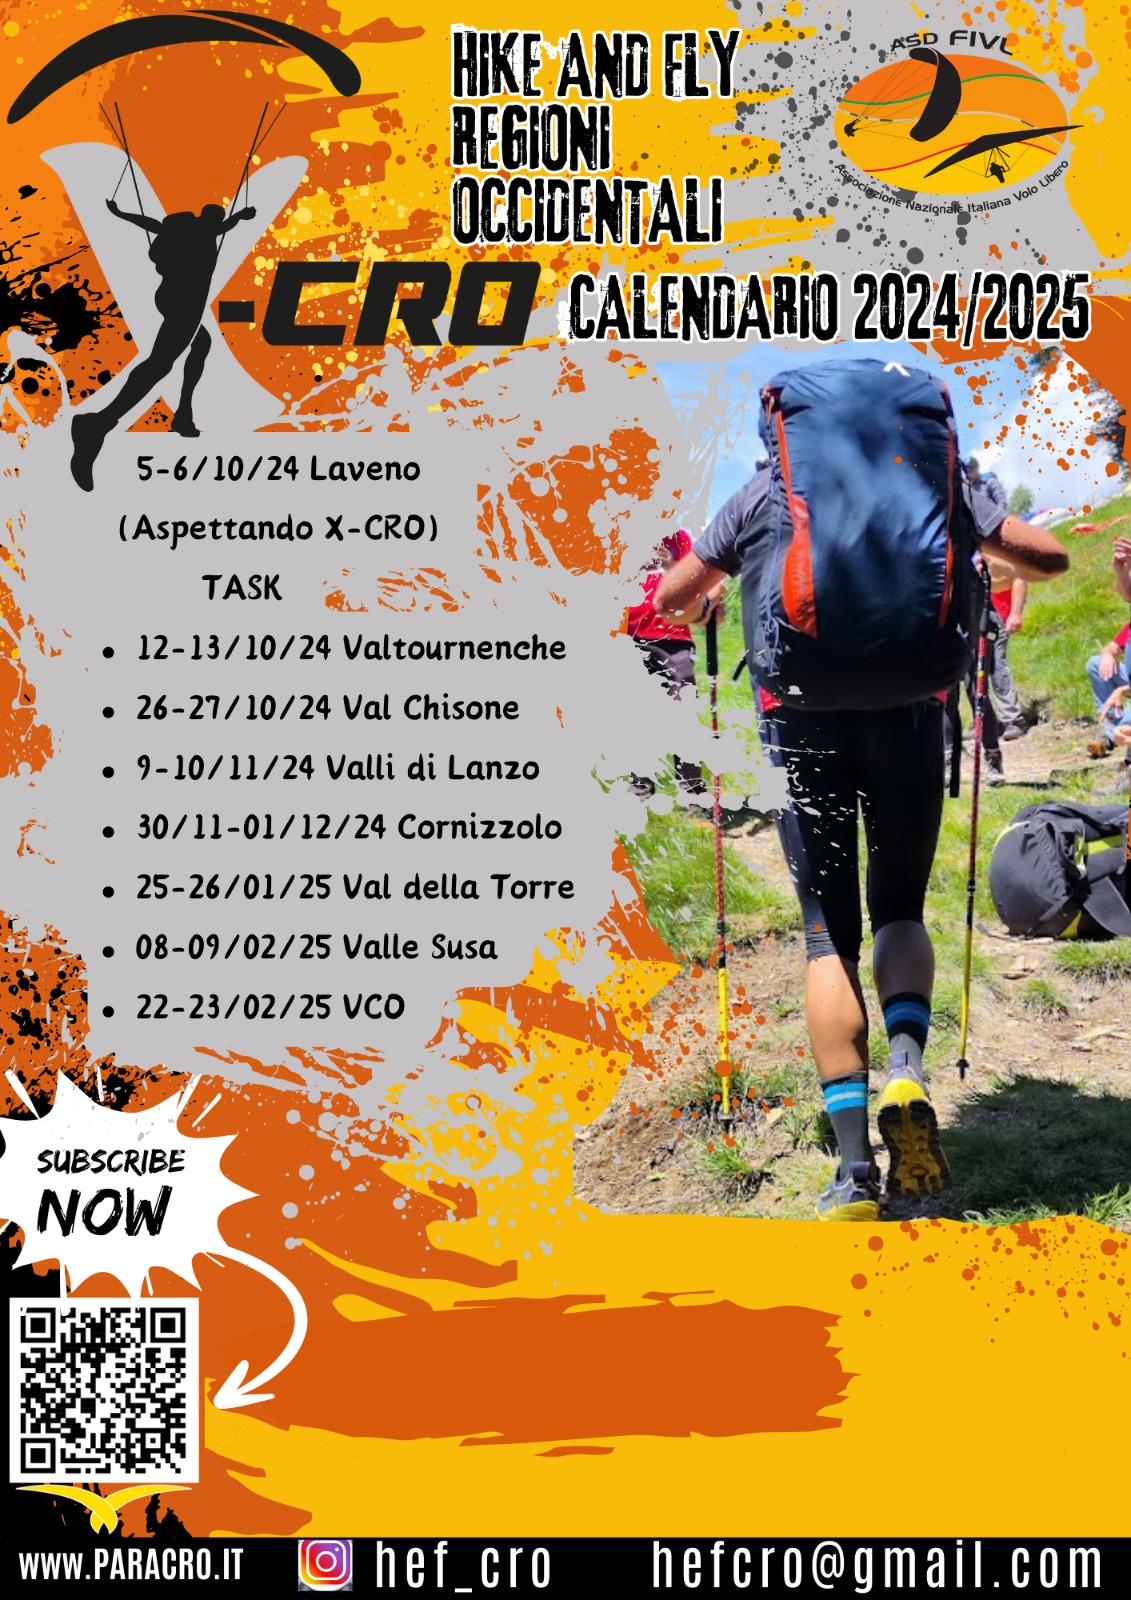 HIKE AND FLY
REGIONI
OCCIDENTALI
ASD FIVL
Associazione Nazionale Italiana Volo Libero
X-CRO
CALENDARIO 2024/2025
5-6/10/24 Laveno
(Aspettando X-CRO)
TASK
• 12-13/10/24 Valtournenche
• 26-27/10/24 Val Chisone
• 9-10/11/24 Valli di Lanzo
• 30/11-01/12/24 Cornizzolo
• 25-26/01/25 Val della Torre
• 08-09/02/25 Valle Susa
• 22-23/02/25 VCO
SUBSCRIBE
NOW
WWW.PARACRO.IT
hef_cro
hefcro@gmail.com